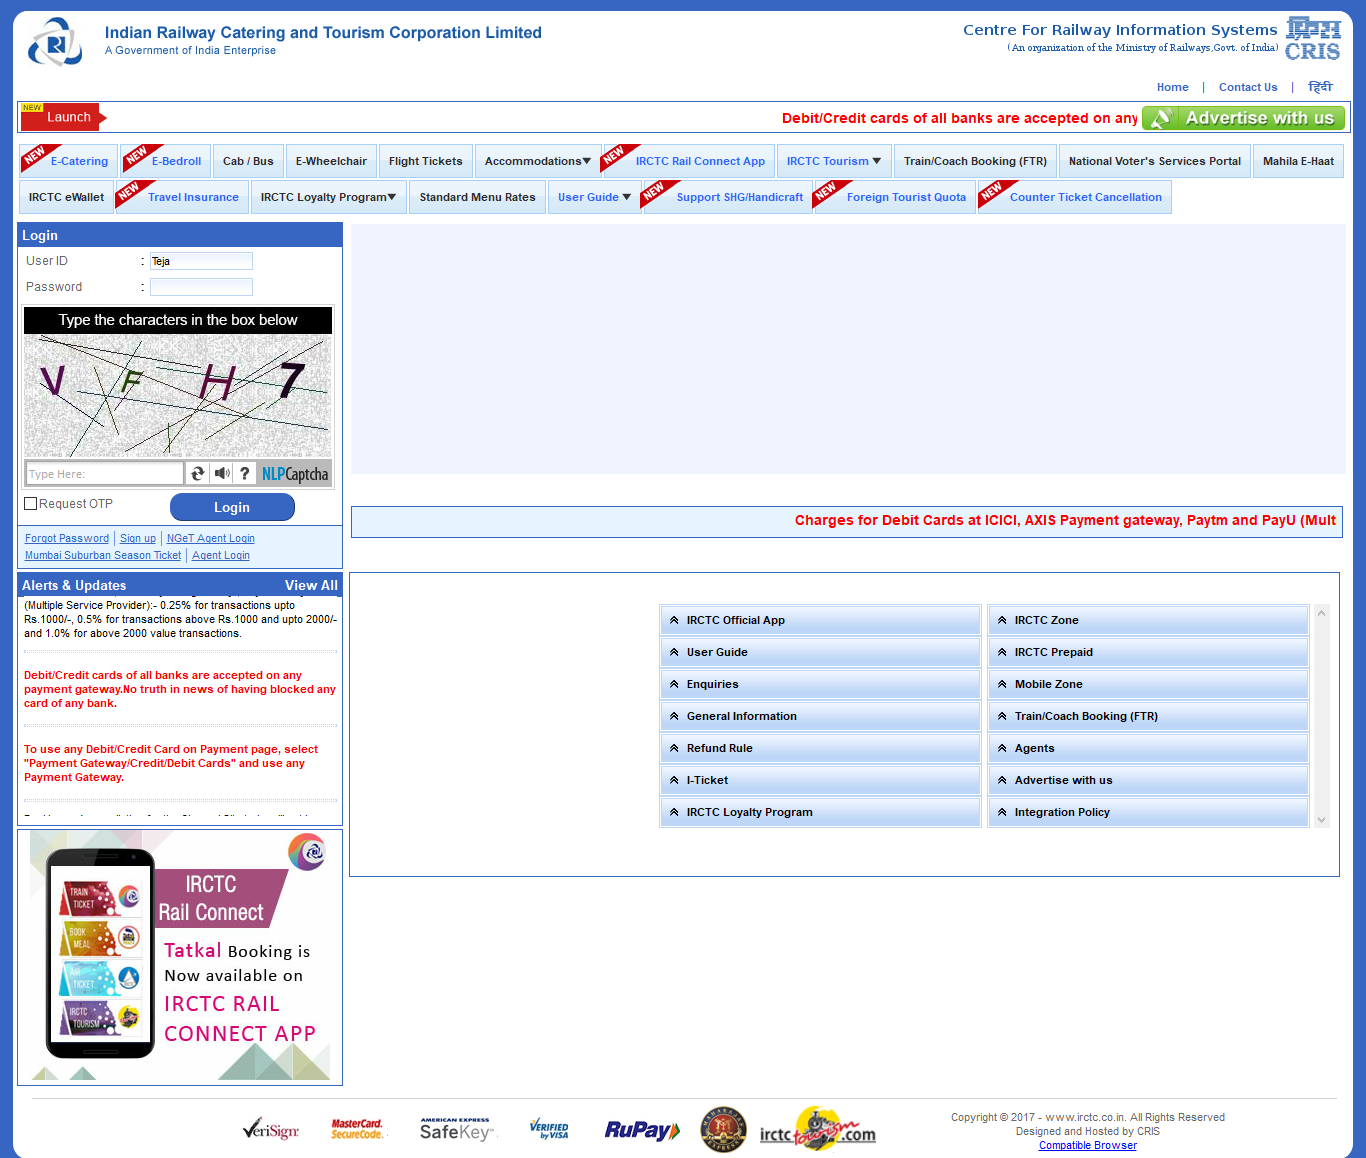 Indian Railway Catering and Tourism Corporation Limited
A Government of India Enterprise
Centre For Railway Information Systems
(An organization of the Ministry of Railways,Govt. of India)
CRIS
Home | Contact Us | हिंदी
NEW
Launch
Debit/Credit cards of all banks are accepted on any
Advertise with us
NEW E-Catering NEW E-Bedroll Cab / Bus E-Wheelchair Flight Tickets Accommodations NEW IRCTC Rail Connect App IRCTC Tourism Train/Coach Booking (FTR) National Voter's Services Portal Mahila E-Haat
IRCTC eWallet NEW Travel Insurance IRCTC Loyalty Program Standard Menu Rates User Guide NEW Support SHG/Handicraft NEW Foreign Tourist Quota NEW Counter Ticket Cancellation
Login
User ID : Teja
Password :
Type the characters in the box below
V F H 7
Type Here:
? NLPCaptcha
Request OTP
Login
Forgot Password | Sign up | NGeT Agent Login
Mumbai Suburban Season Ticket | Agent Login
Charges for Debit Cards at ICICI, AXIS Payment gateway, Paytm and PayU (Mult
Alerts & Updates View All
(Multiple Service Provider):- 0.25% for transactions upto
Rs.1000/-, 0.5% for transactions above Rs.1000 and upto 2000/-
and 1.0% for above 2000 value transactions.
Debit/Credit cards of all banks are accepted on any
payment gateway.No truth in news of having blocked any
card of any bank.
To use any Debit/Credit Card on Payment page, select
"Payment Gateway/Credit/Debit Cards" and use any
Payment Gateway.
IRCTC Official App
User Guide
Enquiries
General Information
Refund Rule
I-Ticket
IRCTC Loyalty Program
IRCTC Zone
IRCTC Prepaid
Mobile Zone
Train/Coach Booking (FTR)
Agents
Advertise with us
Integration Policy
TRAIN
TICKET
BOOK
MEAL
AIR
TICKET
IRCTC
TOURISM
IRCTC
Rail Connect
Tatkal Booking is
Now available on
IRCTC RAIL
CONNECT APP
VeriSign
MasterCard.
SecureCode.
AMERICAN EXPRESS
SafeKey
VERIFIED
by VISA
RuPay
irctc tourism.com
Copyright © 2017 - www.irctc.co.in. All Rights Reserved
Designed and Hosted by CRIS
Compatible Browser